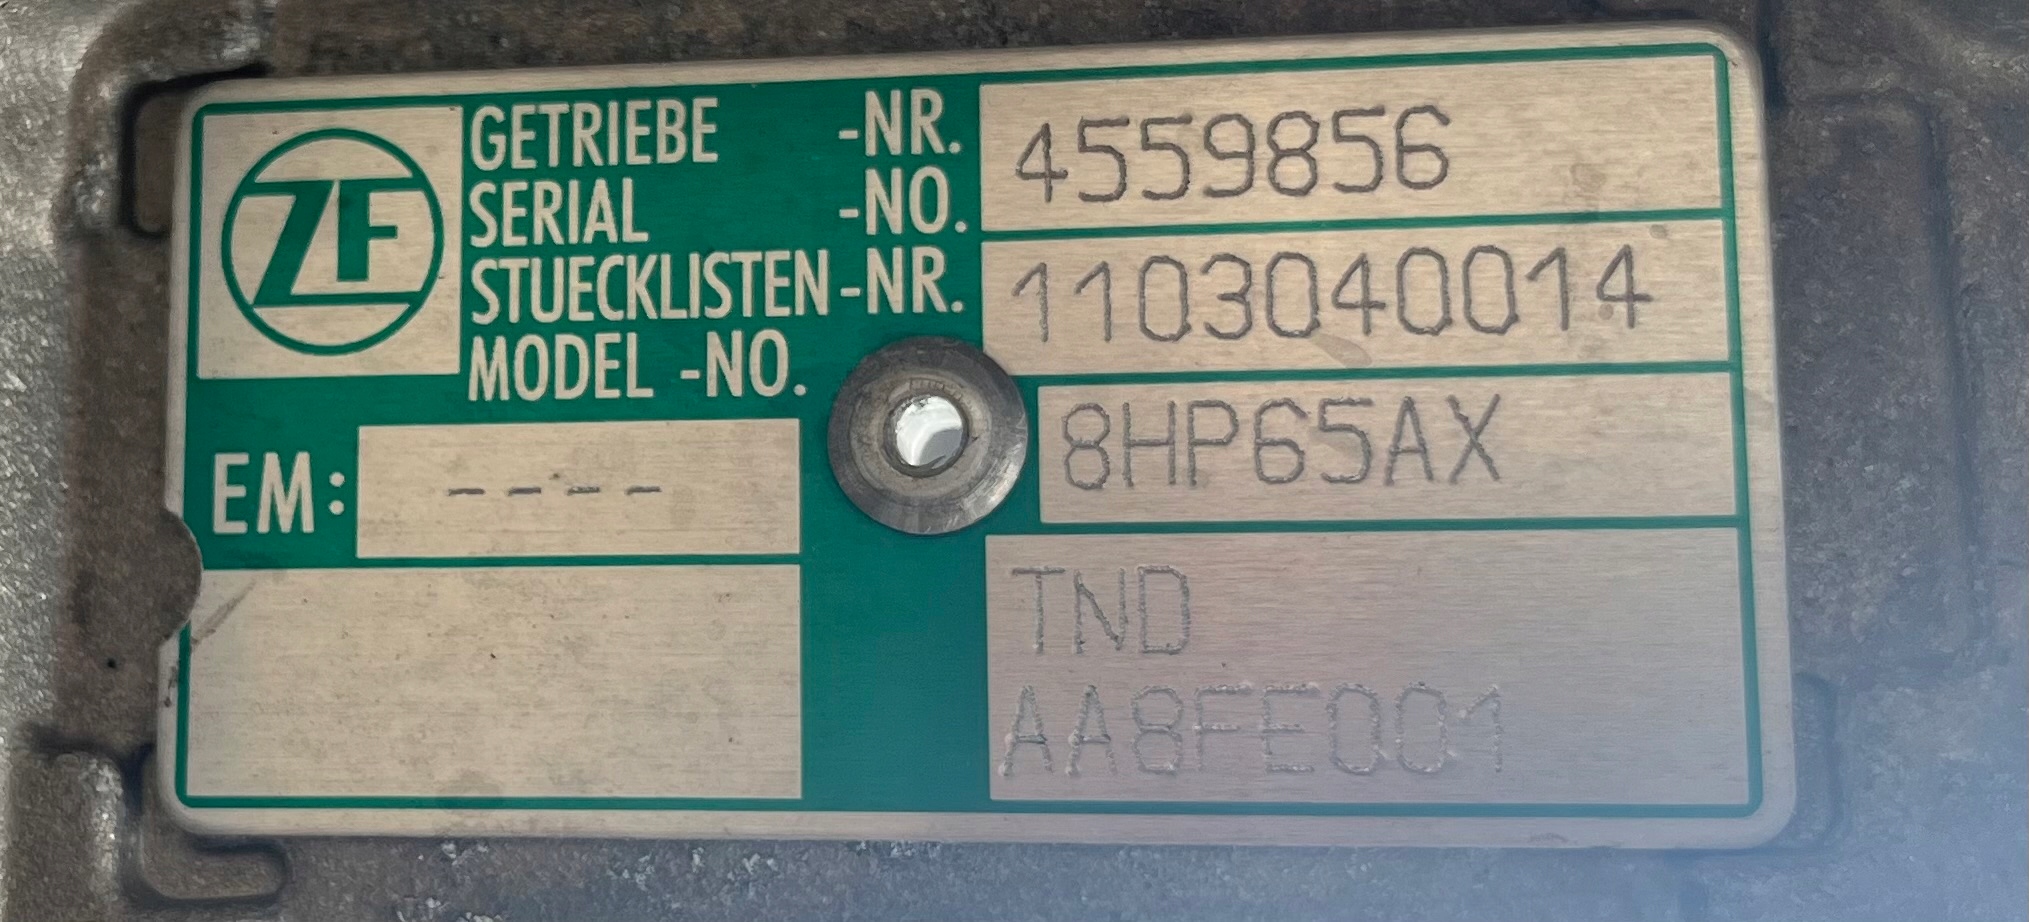 ZF
GETRIEBE -NR. 4559856
SERIAL -NO.
STUECKLISTEN-NR. 1103040014
MODEL -NO.
8HP65AX
EM: ----
TND
AA8FE001